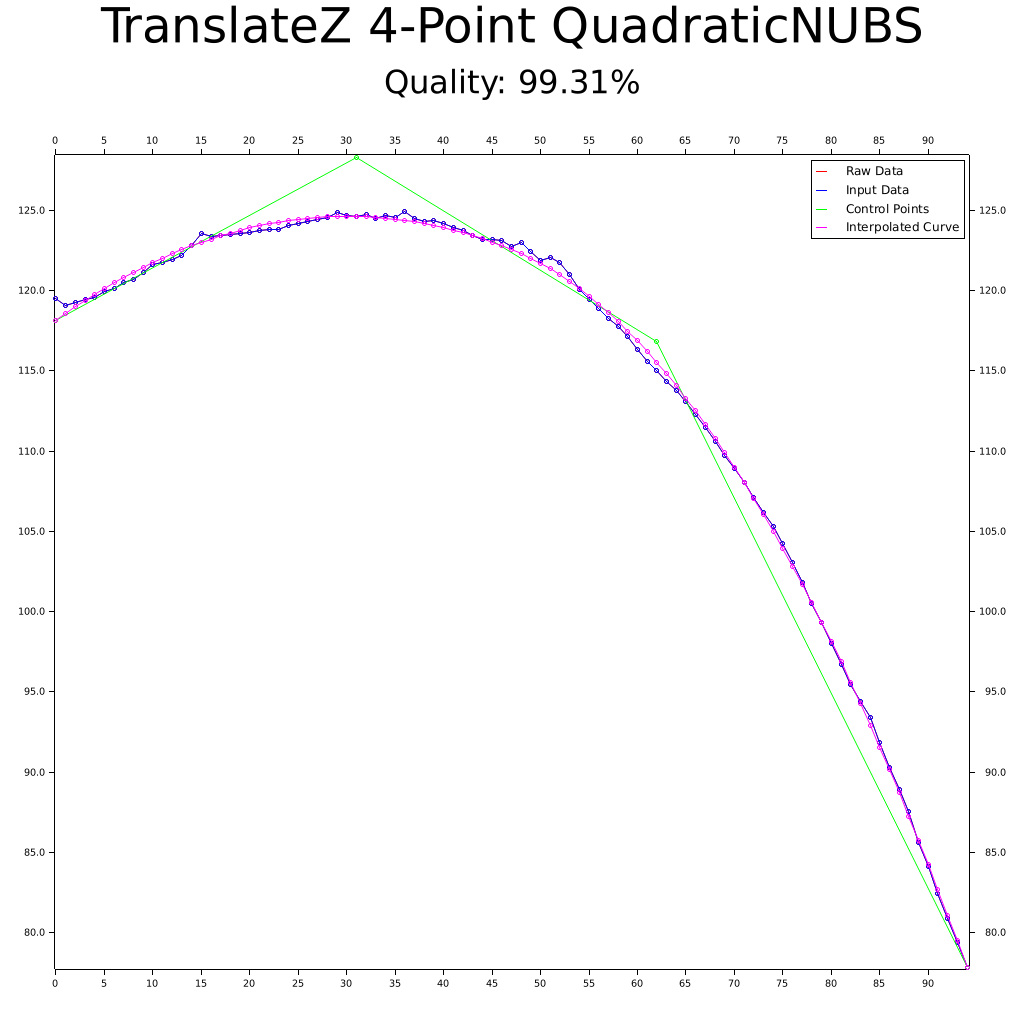 TranslateZ 4-Point QuadraticNUBS
Quality: 99.31%
0 5 10 15 20 25 30 35 40 45 50 55 60 65 70 75 80 85 90
Raw Data
Input Data
Control Points
Interpolated Curve
125.0 125.0
120.0 120.0
115.0 115.0
110.0 110.0
105.0 105.0
100.0 100.0
95.0 95.0
90.0 90.0
85.0 85.0
80.0 80.0
0 5 10 15 20 25 30 35 40 45 50 55 60 65 70 75 80 85 90